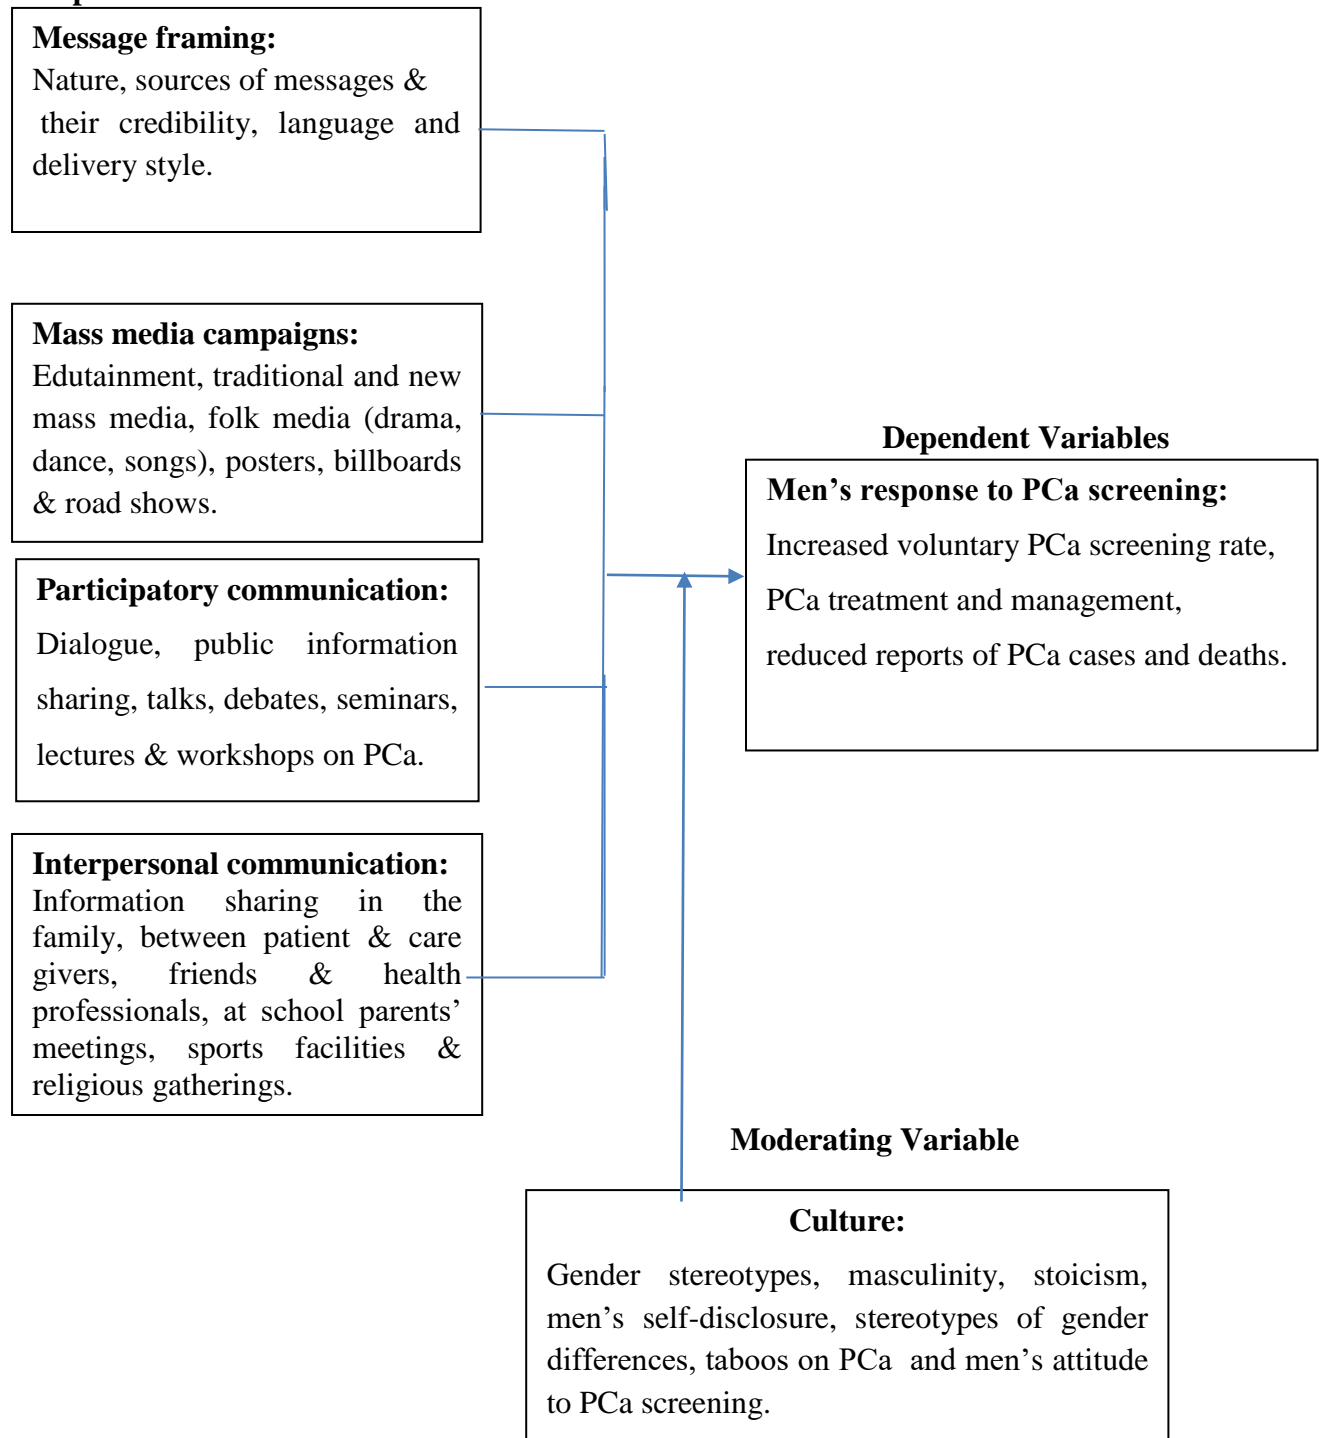 Message framing:
Nature, sources of messages &
their credibility, language and
delivery style.
Mass media campaigns:
Edutainment, traditional and new
mass media, folk media (drama,
dance, songs), posters, billboards
& road shows.
Participatory communication:
Dialogue, public information
sharing, talks, debates, seminars,
lectures & workshops on PCa.
Interpersonal communication:
Information sharing in the
family, between patient & care
givers, friends & health
professionals, at school parents’
meetings, sports facilities &
religious gatherings.
Dependent Variables
Men’s response to PCa screening:
Increased voluntary PCa screening rate,
PCa treatment and management,
reduced reports of PCa cases and deaths.
Moderating Variable
Culture:
Gender stereotypes, masculinity, stoicism,
men’s self-disclosure, stereotypes of gender
differences, taboos on PCa and men’s attitude
to PCa screening.